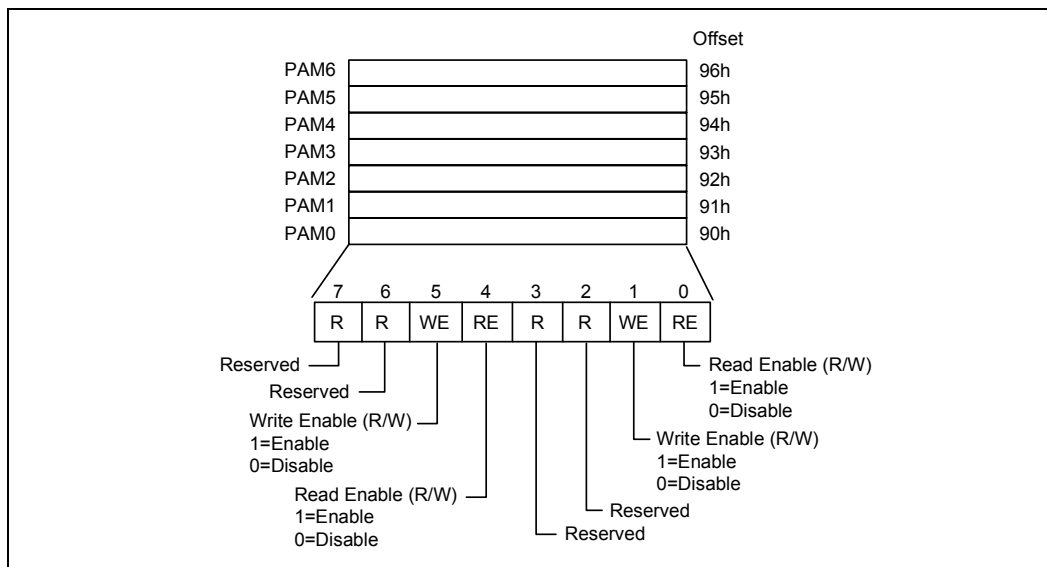 Offset
PAM6 96h
PAM5 95h
PAM4 94h
PAM3 93h
PAM2 92h
PAM1 91h
PAM0 90h
7 6 5 4 3 2 1 0
R R WE RE R R WE RE
Reserved
Reserved
Write Enable (R/W)
1=Enable
0=Disable
Read Enable (R/W)
1=Enable
0=Disable
Reserved
Reserved
Write Enable (R/W)
1=Enable
0=Disable
Read Enable (R/W)
1=Enable
0=Disable